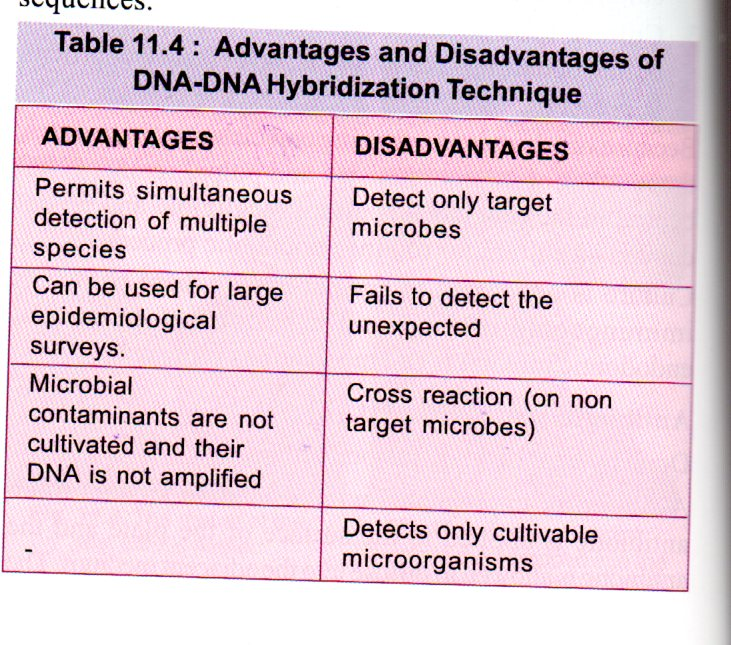 sequences.
Table 11.4 : Advantages and Disadvantages of
DNA-DNA Hybridization Technique
ADVANTAGES
DISADVANTAGES
Permits simultaneous
detection of multiple
species
Detect only target
microbes
Can be used for large
epidemiological
surveys.
Fails to detect the
unexpected
Microbial
contaminants are not
cultivated and their
DNA is not amplified
Cross reaction (on non
target microbes)
-
Detects only cultivable
microorganisms